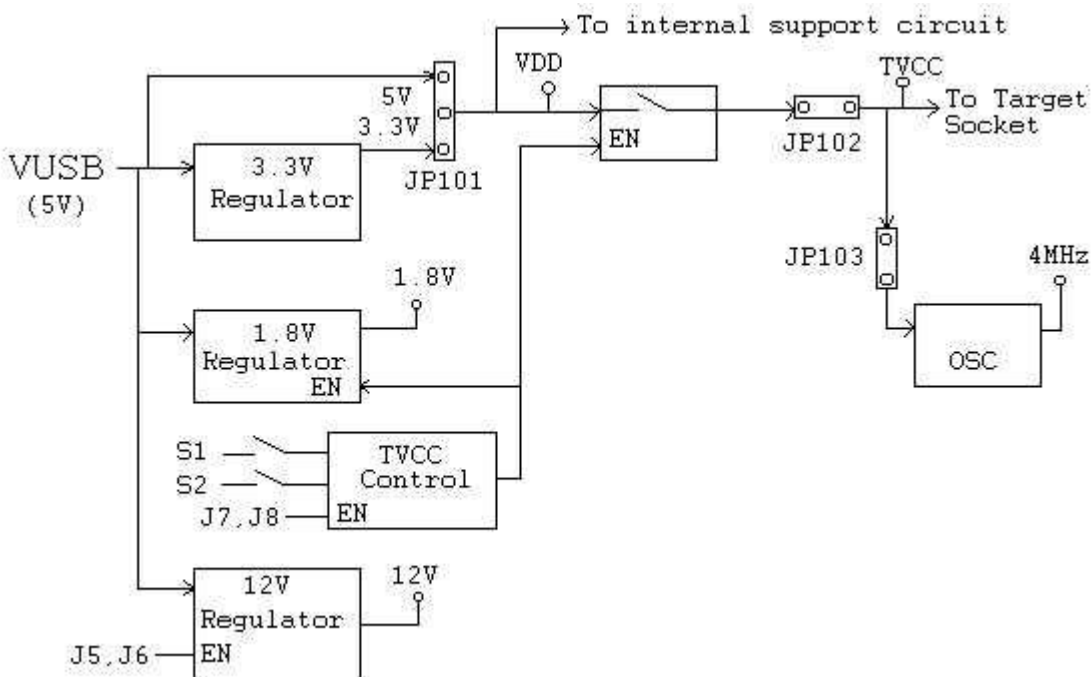 To internal support circuit
VDD
TVCC
5V
3.3V
To Target
Socket
EN
JP102
JP101
VUSB
(5V)
3.3V
Regulator
JP103
4MHz
1.8V
1.8V
Regulator
EN
OSC
S1
S2
TVCC
Control
J7,J8
EN
12V
12V
Regulator
J5,J6
EN